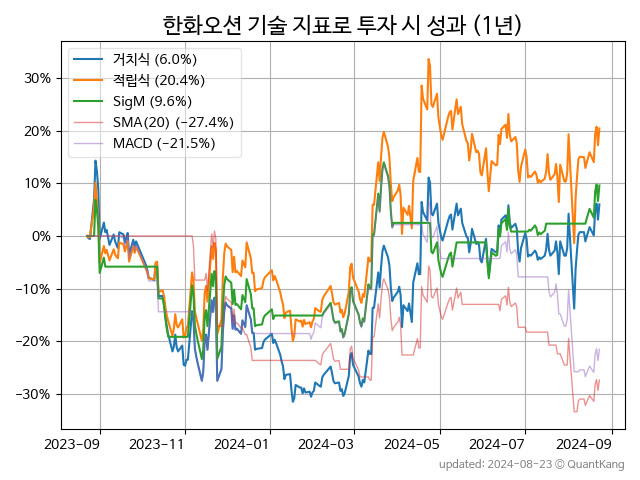 한화오션 기술 지표로 투자 시 성과 (1년)
거치식 (6.0%)
적립식 (20.4%)
SigM (9.6%)
SMA(20) (−27.4%)
MACD (−21.5%)
30%
20%
10%
0%
−10%
−20%
−30%
2023-09 2023-11 2024-01 2024-03 2024-05 2024-07 2024-09
updated: 2024-08-23 © QuantKang